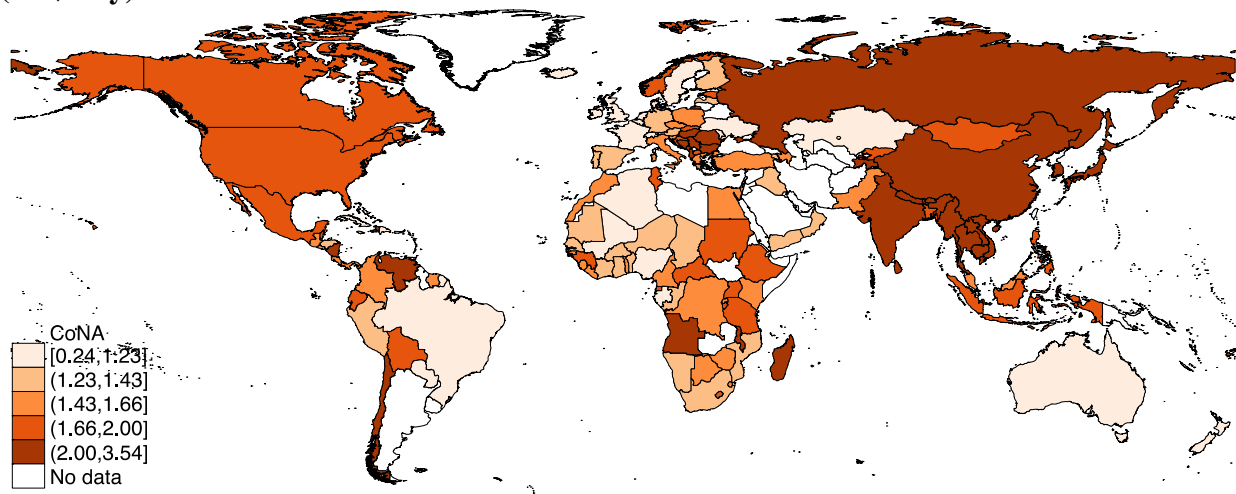 CoNA
[0.24,1.23]
(1.23,1.43]
(1.43,1.66]
(1.66,2.00]
(2.00,3.54]
No data